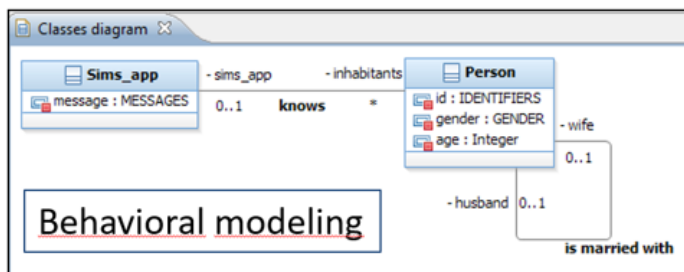 Classes diagram
Sims_app
message : MESSAGES
- sims_app
- inhabitants
0..1
knows
*
Person
id : IDENTIFIERS
gender : GENDER
age : Integer
- wife
0..1
- husband
0..1
is married with
Behavioral modeling